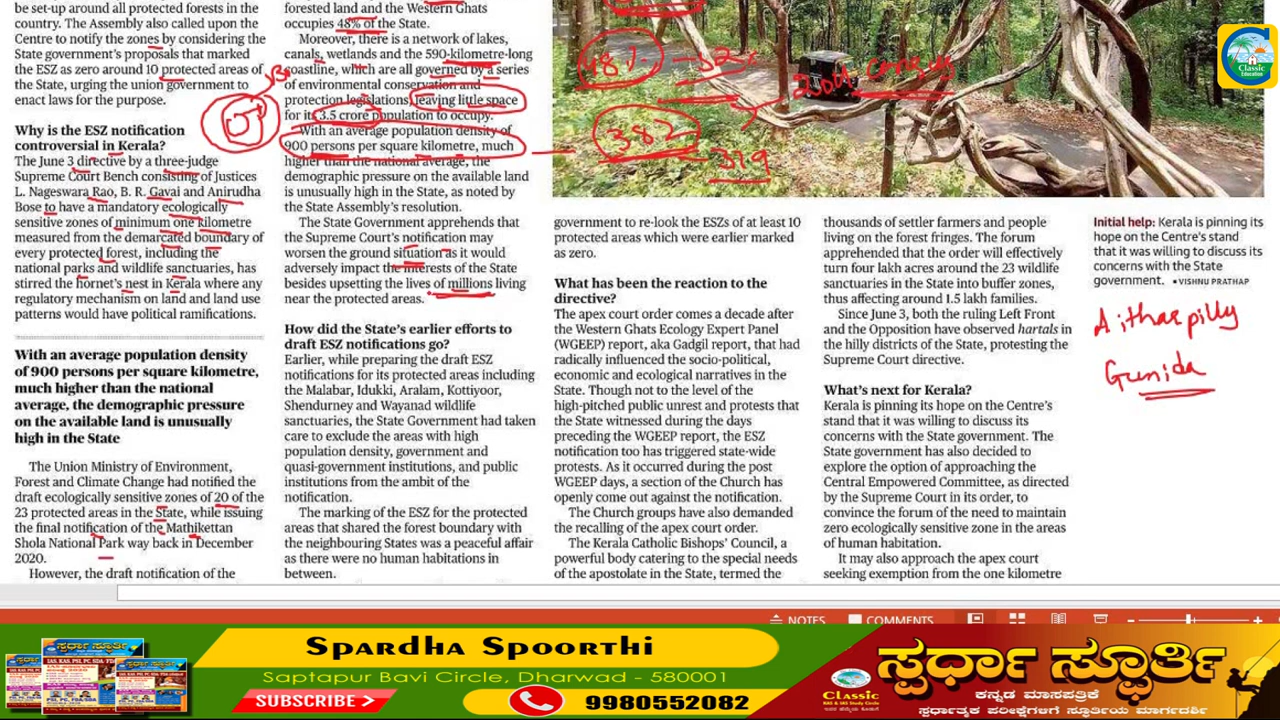 be set-up around all protected forests in the
country. The Assembly also called upon the
Centre to notify the zones by considering the
State government's proposals that marked
the ESZ as zero around 10 protected areas of
the State, urging the union government to
enact laws for the purpose.
Why is the ESZ notification
controversial in Kerala?
The June 3 directive by a three-judge
Supreme Court Bench consisting of Justices
L. Nageswara Rao, B. R. Gavai and Anirudha
Bose to have a mandatory ecologically
sensitive zones of minimum one kilometre
measured from the demarcated boundary of
every protected forest, including the
national parks and wildlife sanctuaries, has
stirred the hornet's nest in Kerala where any
regulatory mechanism on land and land use
patterns would have political ramifications.
With an average population density
of 900 persons per square kilometre,
much higher than the national
average, the demographic pressure
on the available land is unusually
high in the State
The Union Ministry of Environment,
Forest and Climate Change had notified the
draft ecologically sensitive zones of 20 of the
23 protected areas in the State, while issuing
the final notification of the Mathikettan
Shola National Park way back in December
2020.
However, the draft notification of the
forested land and the Western Ghats
occupies 48% of the State.
Moreover, there is a network of lakes,
canals, wetlands and the 590-kilometre-long
coastline, which are all governed by a series
of environmental conservation and
protection legislations, leaving little space
for its 3.5 crore population to occupy.
With an average population density of
900 persons per square kilometre, much
higher than the national average, the
demographic pressure on the available land
is unusually high in the State, as noted by
the State Assembly's resolution.
The State Government apprehends that
the Supreme Court's notification may
worsen the ground situation as it would
adversely impact the interests of the State
besides upsetting the lives of millions living
near the protected areas.
How did the State's earlier efforts to
draft ESZ notifications go?
Earlier, while preparing the draft ESZ
notifications for its protected areas including
the Malabar, Idukki, Aralam, Kottiyoor,
Shendurney and Wayanad wildlife
sanctuaries, the State Government had taken
care to exclude the areas with high
population density, government and
quasi-government institutions, and public
institutions from the ambit of the
notification.
The marking of the ESZ for the protected
areas that shared the forest boundary with
the neighbouring States was a peaceful affair
as there were no human habitations in
between.
48%
52%
382
319
government to re-look the ESZs of at least 10
protected areas which were earlier marked
as zero.
What has been the reaction to the
directive?
The apex court order comes a decade after
the Western Ghats Ecology Expert Panel
(WGEEP) report, aka Gadgil report, that had
radically influenced the socio-political,
economic and ecological narratives in the
State. Though not to the level of the
high-pitched public unrest and protests that
the State witnessed during the days
preceding the WGEEP report, the ESZ
notification too has triggered state-wide
protests. As it occurred during the post
WGEEP days, a section of the Church has
openly come out against the notification.
The Church groups have also demanded
the recalling of the apex court order.
The Kerala Catholic Bishops' Council, a
powerful body catering to the special needs
of the apostolate in the State, termed the
thousands of settler farmers and people
living on the forest fringes. The forum
apprehended that the order will effectively
turn four lakh acres around the 23 wildlife
sanctuaries in the State into buffer zones,
thus affecting around 1.5 lakh families.
Since June 3, both the ruling Left Front
and the Opposition have observed hartals in
the hilly districts of the State, protesting the
Supreme Court directive.
What's next for Kerala?
Kerala is pinning its hope on the Centre's
stand that it was willing to discuss its
concerns with the State government. The
State government has also decided to
explore the option of approaching the
Central Empowered Committee, as directed
by the Supreme Court in its order, to
convince the forum of the need to maintain
zero ecologically sensitive zone in the areas
of human habitation.
It may also approach the apex court
seeking exemption from the one kilometre
Initial help: Kerala is pinning its
hope on the Centre's stand
that it was willing to discuss its
concerns with the State
government. ▪ VISHNU PRATHAP
Classic
Education
NOTES
COMMENTS
Spardha Spoorthi
Saptapur Bavi Circle, Dharwad - 580001
SUBSCRIBE
9980552082
Classic
ಸ್ಪರ್ಧಾ ಸ್ಫೂರ್ತಿ
ಕನ್ನಡ ಮಾಸಪತ್ರಿಕೆ
ಸ್ಪರ್ಧಾತ್ಮಕ ಪರೀಕ್ಷೆಗಳಿಗೆ ಸ್ಫೂರ್ತಿಯ ಮಾರ್ಗದರ್ಶಿ